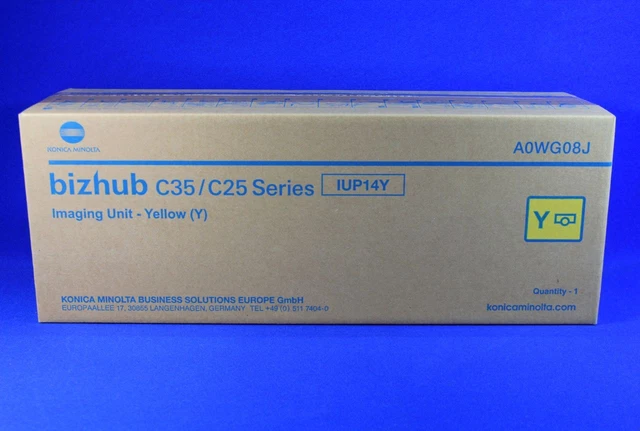 KONICA MINOLTA
A0WG08J
bizhub C35 / C25 Series IUP14Y
Imaging Unit - Yellow (Y)
Y
Quantity - 1
KONICA MINOLTA BUSINESS SOLUTIONS EUROPE GmbH
EUROPAALLEE 17, 30855 LANGENHAGEN, GERMANY TEL +49 (0) 511 7404-0
konicaminolta.com